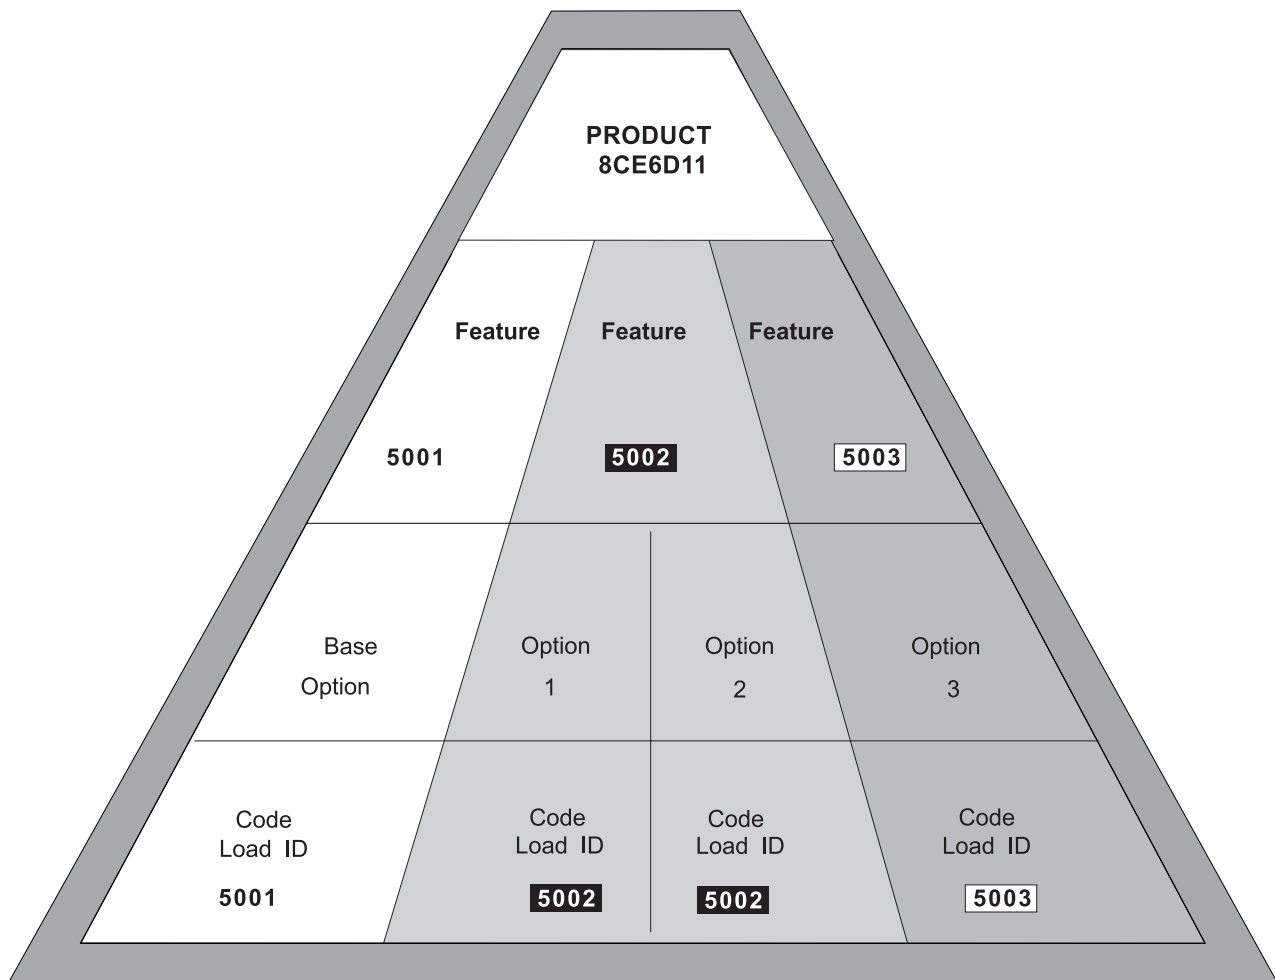 PRODUCT
8CE6D11
Feature Feature Feature
5001 5002 5003
Base Option Option Option
Option 1 2 3
Code Code Code Code
Load ID Load ID Load ID Load ID
5001 5002 5002 5003